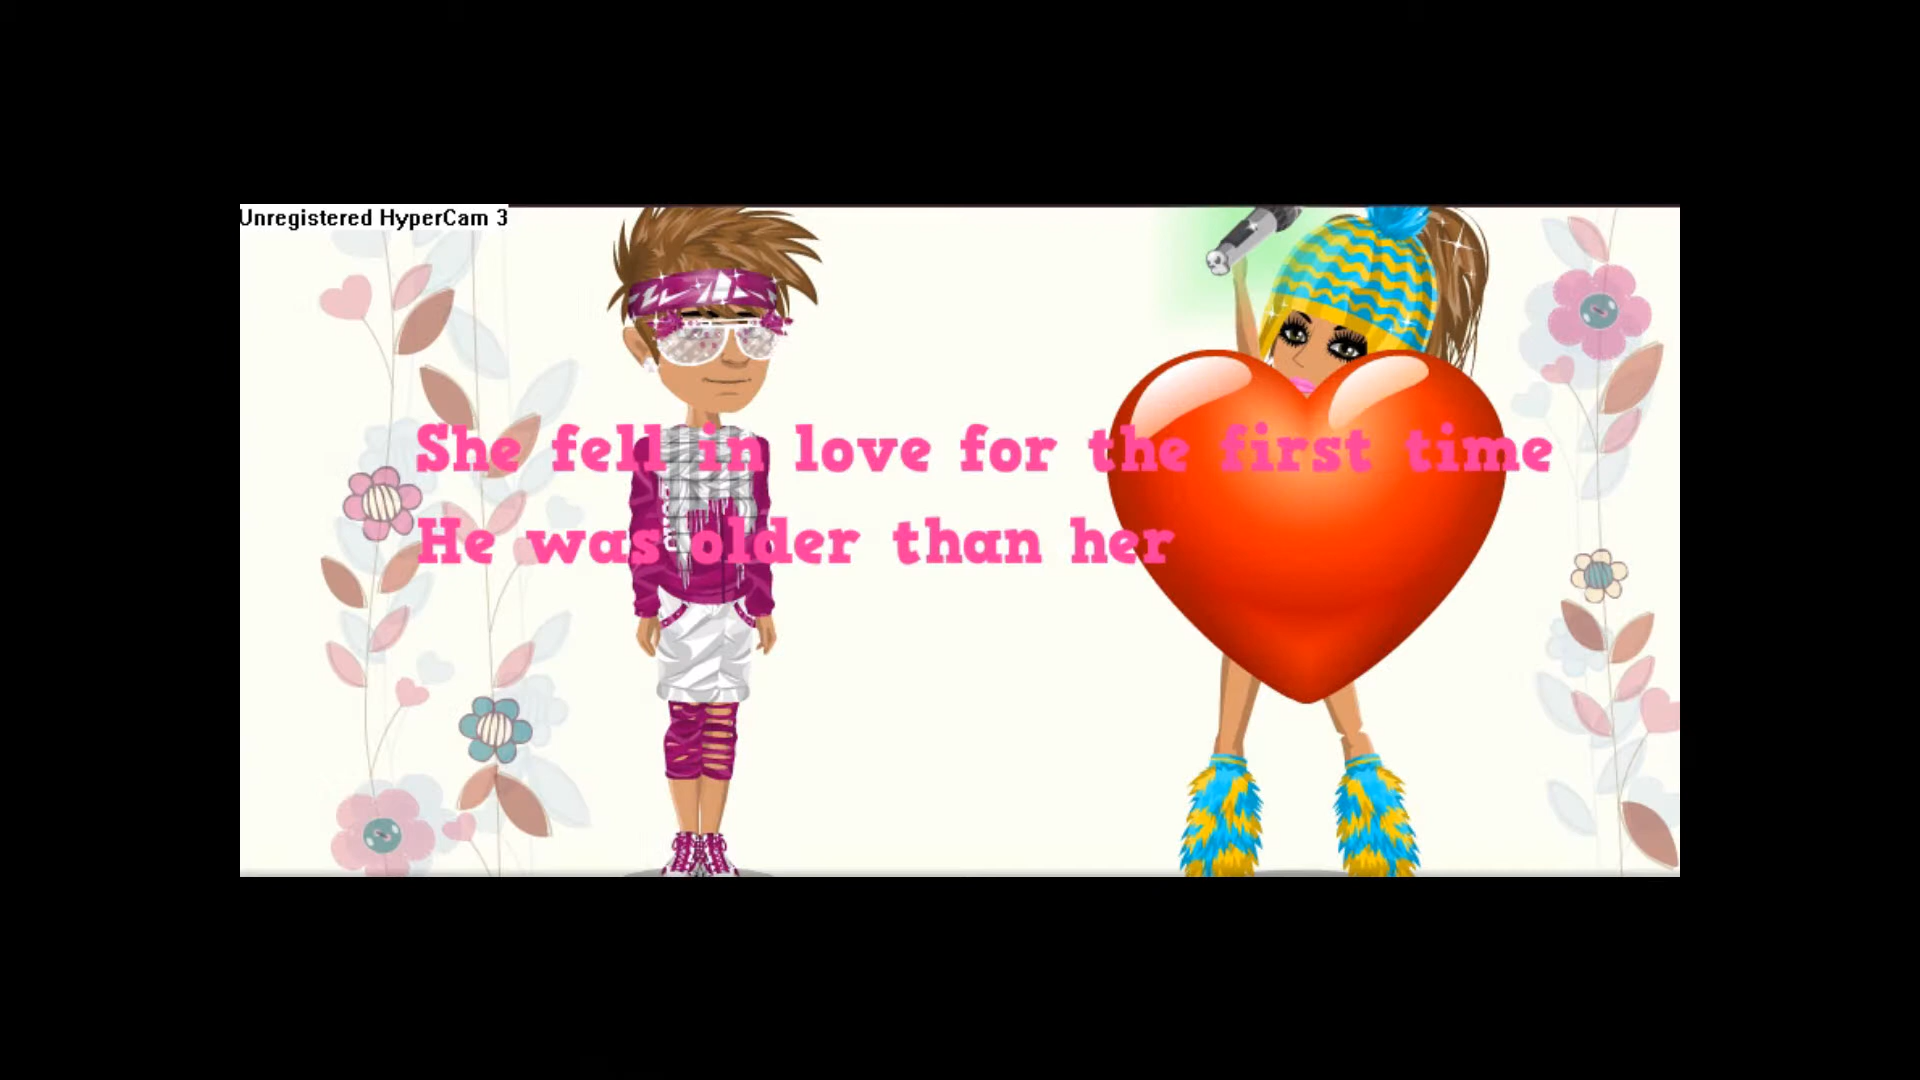 Unregistered HyperCam 3
She fell in love for the first time
He was older than her